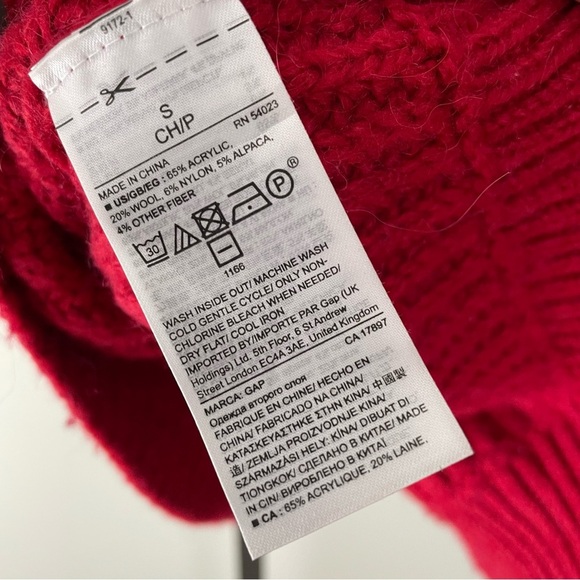 9172-1
S
CH/P
RN 54023
MADE IN CHINA
■ US/GB/EG : 65% ACRYLIC,
20% WOOL, 6% NYLON, 5% ALPACA,
4% OTHER FIBER
30
P
®
1166
WASH INSIDE OUT/ MACHINE WASH
COLD GENTLE CYCLE/ ONLY NON-
CHLORINE BLEACH WHEN NEEDED/
DRY FLAT/ COOL IRON
IMPORTED BY/IMPORTE PAR Gap (UK
Holdings) Ltd. 5th Floor, 6 St Andrew
Street London EC4A 3AE, United Kingdom
CA 17897
MARCA: GAP
Одежда второго слоя
FABRIQUE EN CHINE/ HECHO EN
CHINA/ FABRICADO NA CHINA/
ΚΑΤΑΣΚΕΥΑΣΤΗΚΕ ΣΤΗΝ ΚΙΝΑ/ 中國製
造/ ZEMLJA PROIZVODNJE KINA/
SZÁRMAZÁSI HELY: KÍNA/ DIBUAT DI
TIONGKOK/ СДЕЛАНО В КИТАЕ/ MADE
IN CIN/ ВИРОБЛЕНО В КИТАЇ
■ CA : 65% ACRYLIQUE, 20% LAINE,